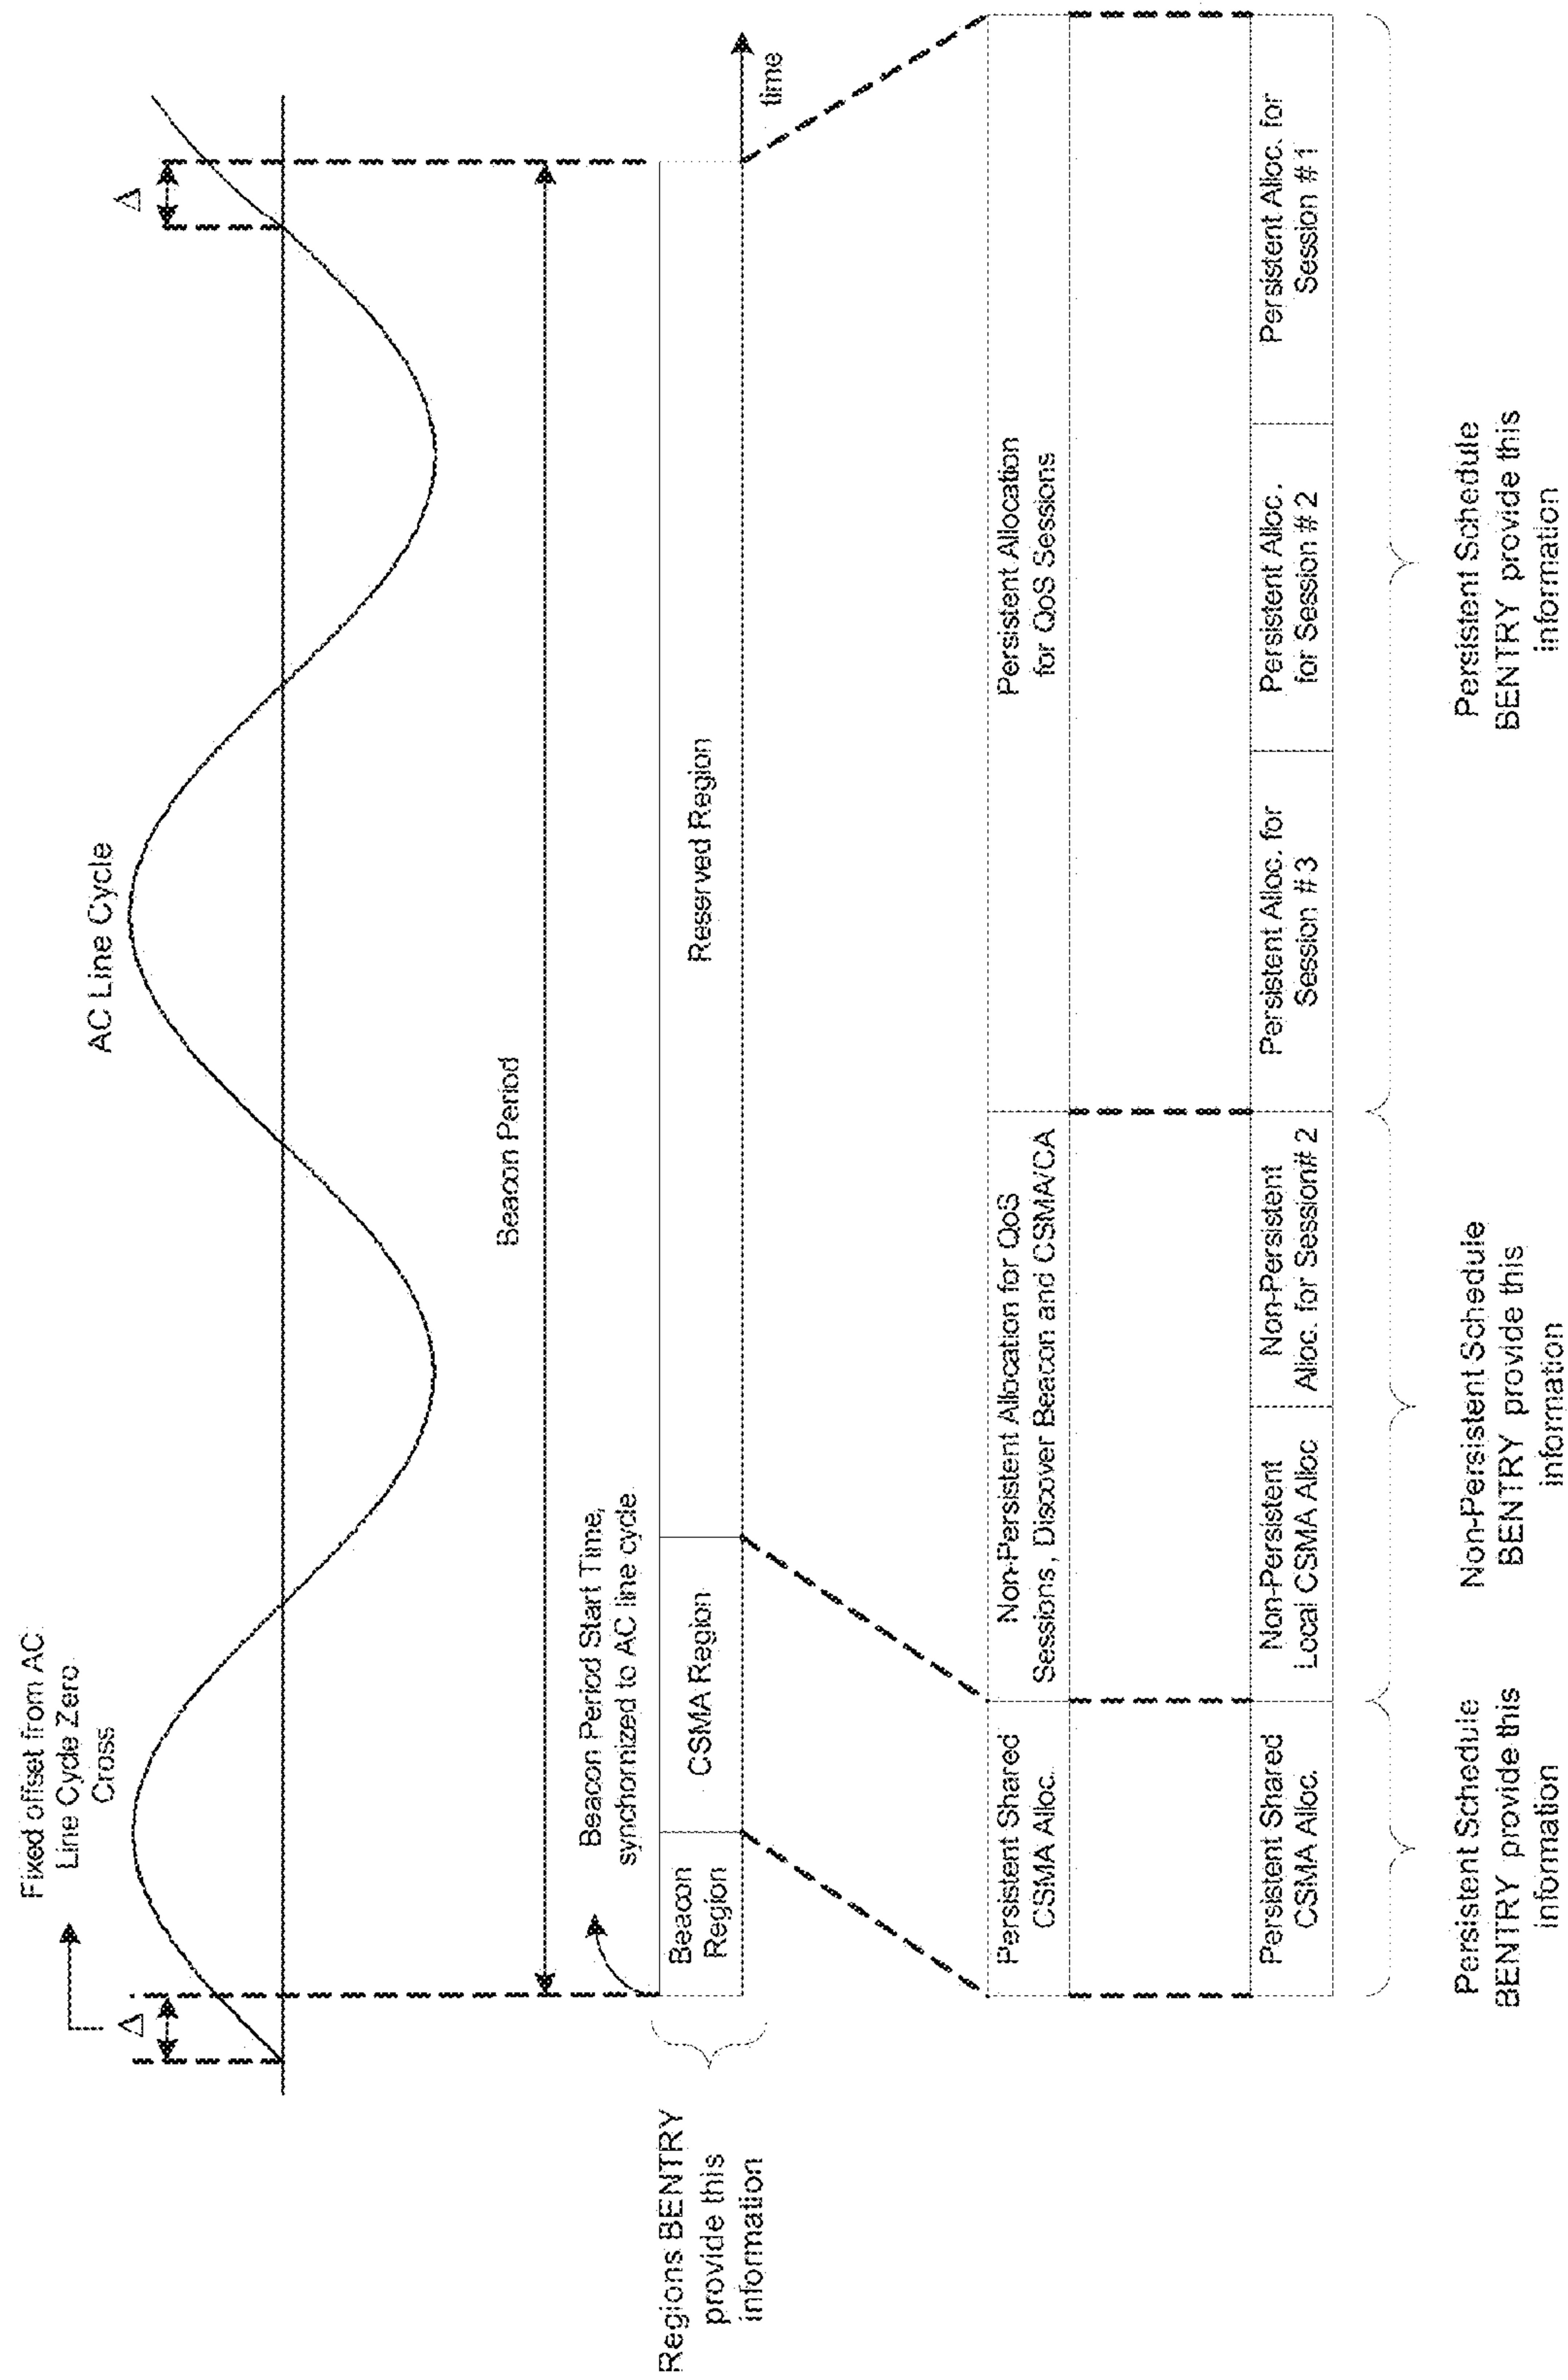 Fixed offset from AC
Line Cycle Zero
Cross
AC Line Cycle
Δ
Δ
Beacon Period
Beacon Period Start Time,
synchornized to AC line cycle
Regions BENTRY
provide this
information
Beacon
Region
CSMA Region
Reserved Region
time
Persistent Shared
CSMA Alloc.
Non-Persistent Allocation for QoS
Sessions, Discover Beacon and CSMA/CA
Persistent Allocation
for QoS Sessions
Persistent Shared
CSMA Alloc.
Non-Persistent
Local CSMA Alloc
Non-Persistent
Alloc. for Session# 2
Persistent Alloc. for
Session #3
Persistent Alloc.
for Session #2
Persistent Alloc. for
Session #1
Persistent Schedule
BENTRY provide this
information
Non-Persistent Schedule
BENTRY provide this
information
Persistent Schedule
BENTRY provide this
information